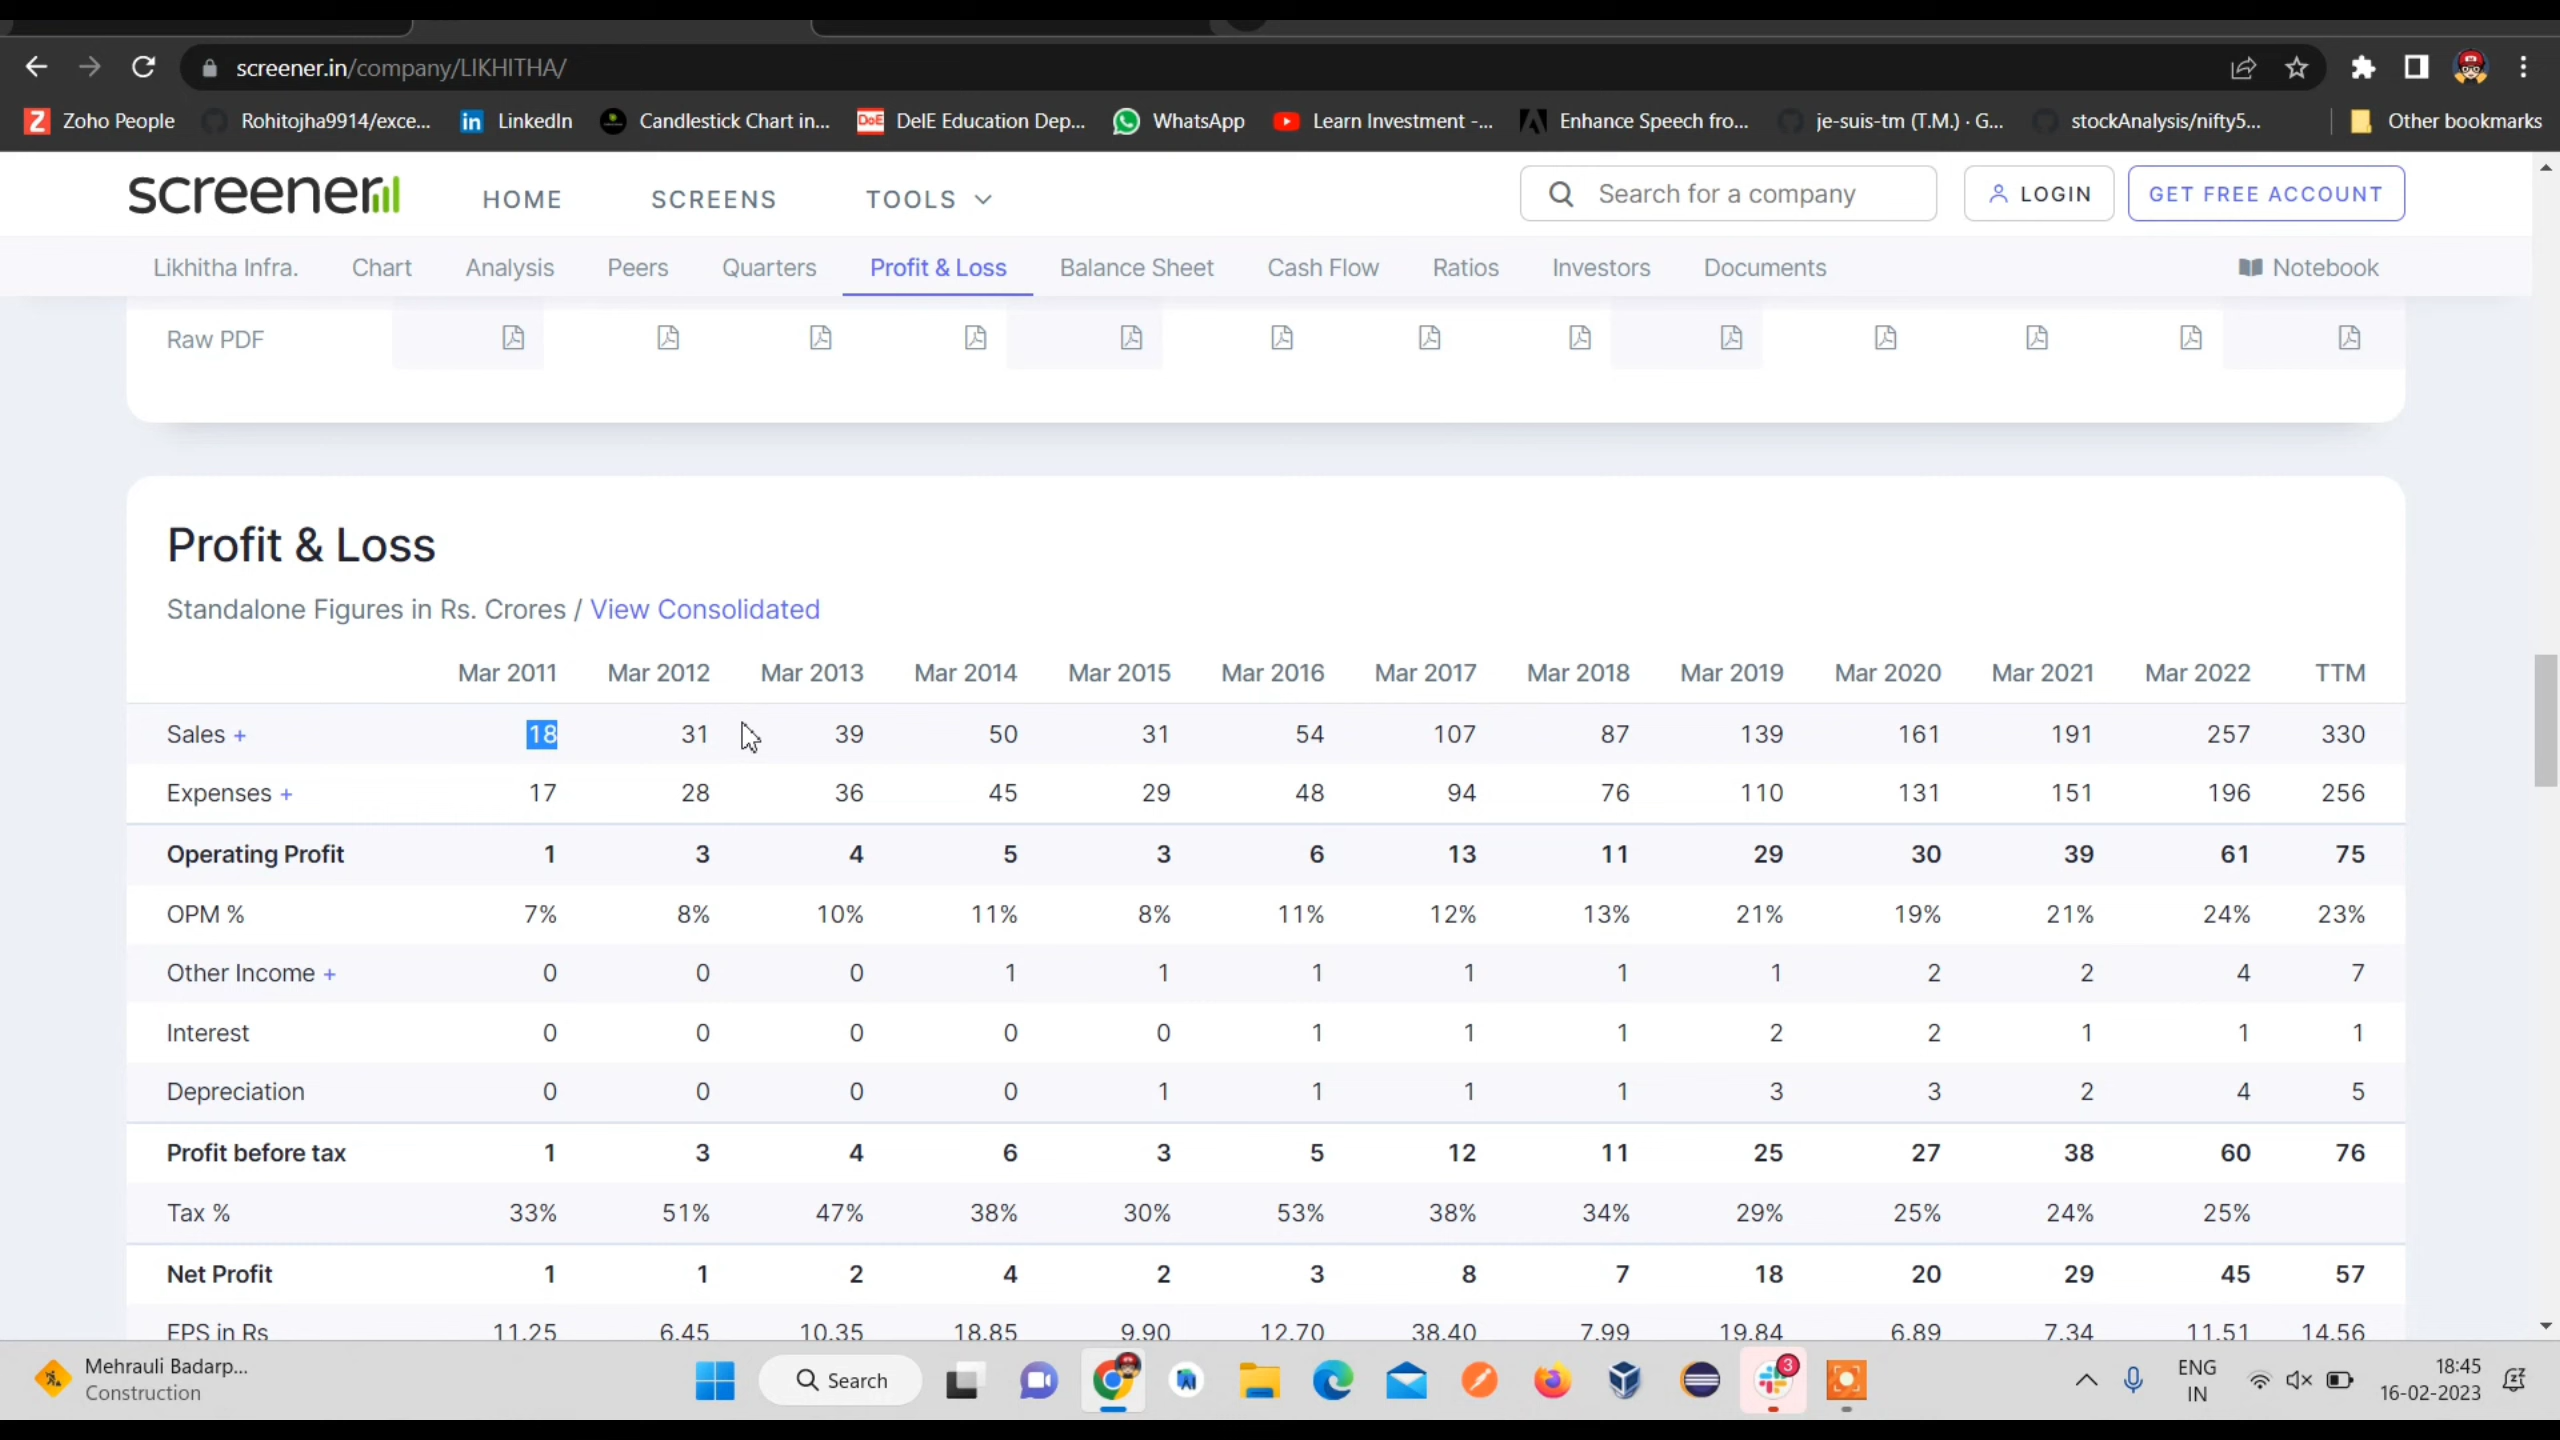 screener.in/company/LIKHITHA/
Zoho People Rohitojha9914/exce... LinkedIn Candlestick Chart in... DoE DelE Education Dep... WhatsApp Learn Investment -... Enhance Speech fro... je-suis-tm (T.M.) · G... stockAnalysis/nifty5... Other bookmarks
screener HOME SCREENS TOOLS Search for a company LOGIN GET FREE ACCOUNT
Likhitha Infra. Chart Analysis Peers Quarters Profit & Loss Balance Sheet Cash Flow Ratios Investors Documents Notebook
Raw PDF
Profit & Loss
Standalone Figures in Rs. Crores / View Consolidated
Mar 2011 Mar 2012 Mar 2013 Mar 2014 Mar 2015 Mar 2016 Mar 2017 Mar 2018 Mar 2019 Mar 2020 Mar 2021 Mar 2022 TTM
Sales + 18 31 39 50 31 54 107 87 139 161 191 257 330
Expenses + 17 28 36 45 29 48 94 76 110 131 151 196 256
Operating Profit 1 3 4 5 3 6 13 11 29 30 39 61 75
OPM % 7% 8% 10% 11% 8% 11% 12% 13% 21% 19% 21% 24% 23%
Other Income + 0 0 0 1 1 1 1 1 1 2 2 4 7
Interest 0 0 0 0 0 1 1 1 2 2 1 1 1
Depreciation 0 0 0 0 1 1 1 1 3 3 2 4 5
Profit before tax 1 3 4 6 3 5 12 11 25 27 38 60 76
Tax % 33% 51% 47% 38% 30% 53% 38% 34% 29% 25% 24% 25%
Net Profit 1 1 2 4 2 3 8 7 18 20 29 45 57
EPS in Rs 11.25 6.45 10.35 18.85 9.90 12.70 38.40 7.99 19.84 6.89 7.34 11.51 14.56
Mehrauli Badarp...
Construction
Search
3
ENG
IN
18:45
16-02-2023